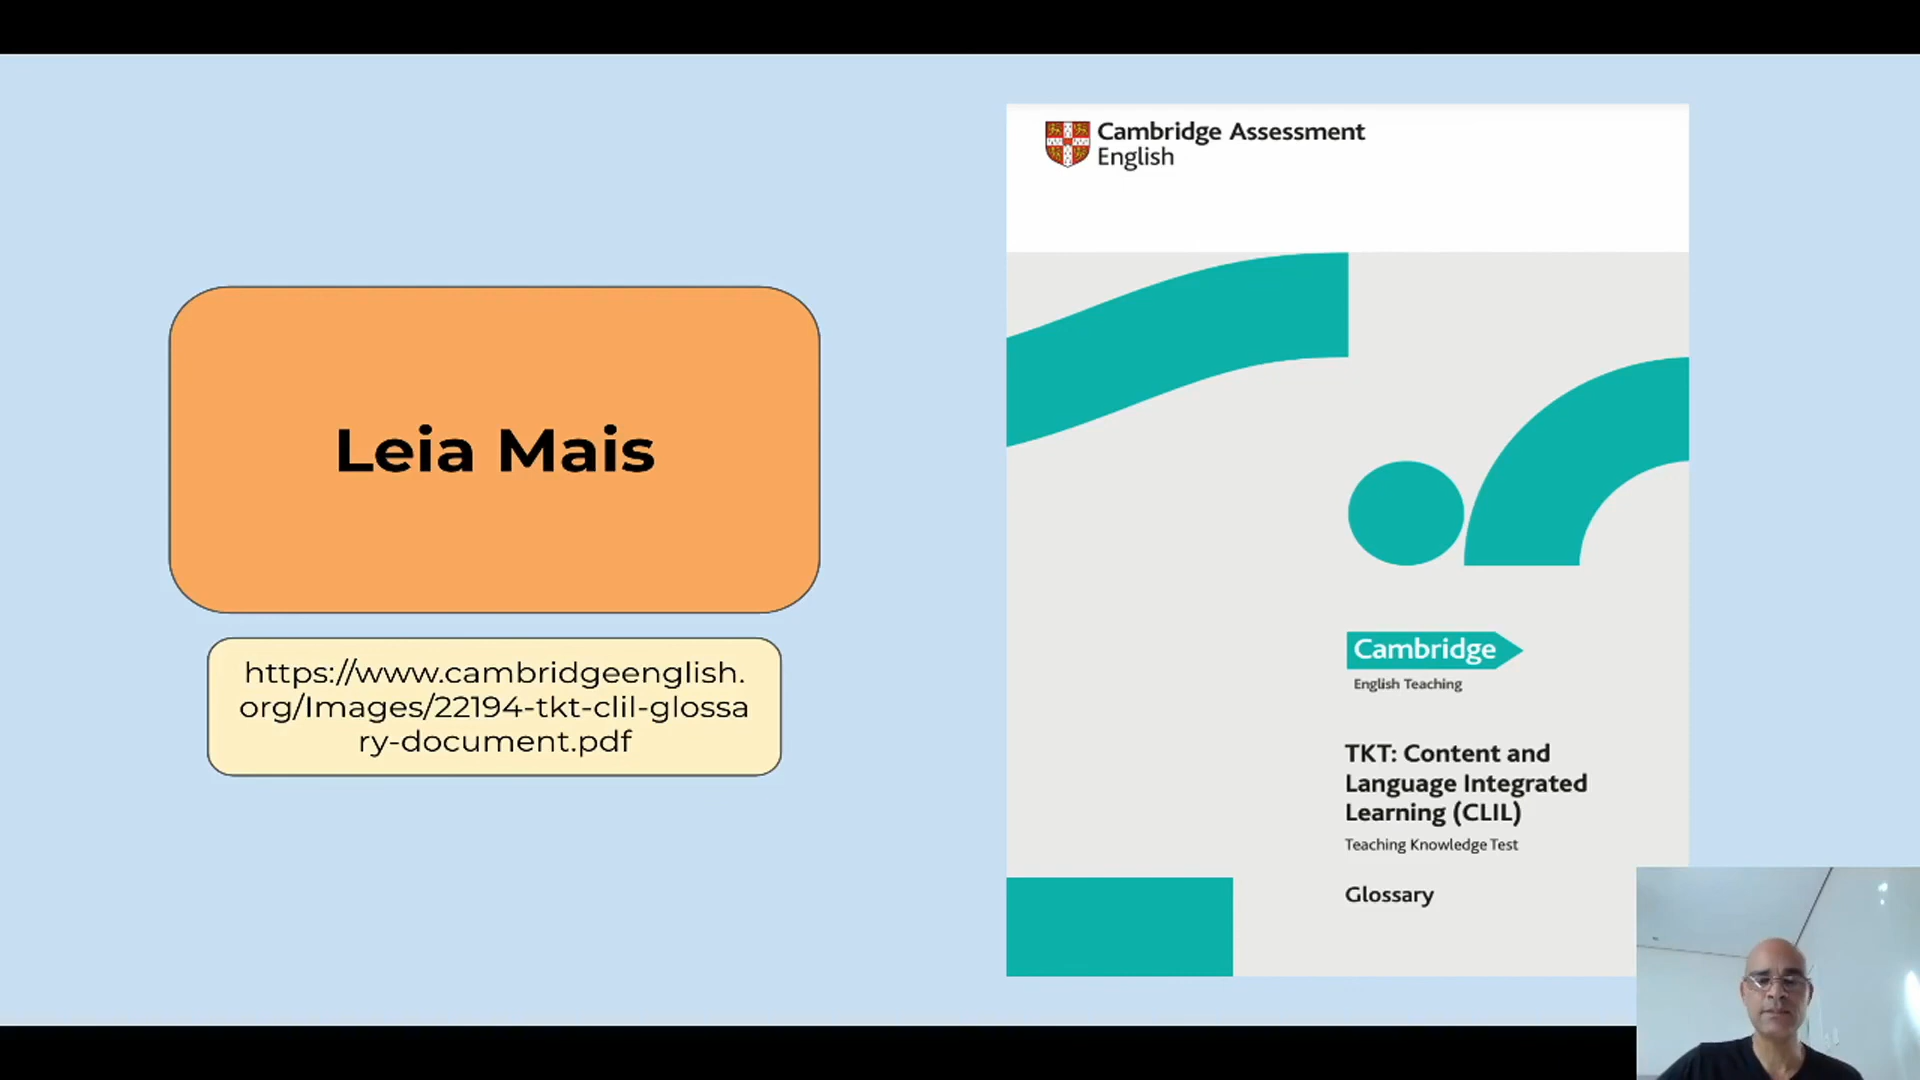 Leia Mais
https://www.cambridgeenglish.
org/Images/22194-tkt-clil-glossa
ry-document.pdf
Cambridge Assessment
English
Cambridge
English Teaching
TKT: Content and
Language Integrated
Learning (CLIL)
Teaching Knowledge Test
Glossary